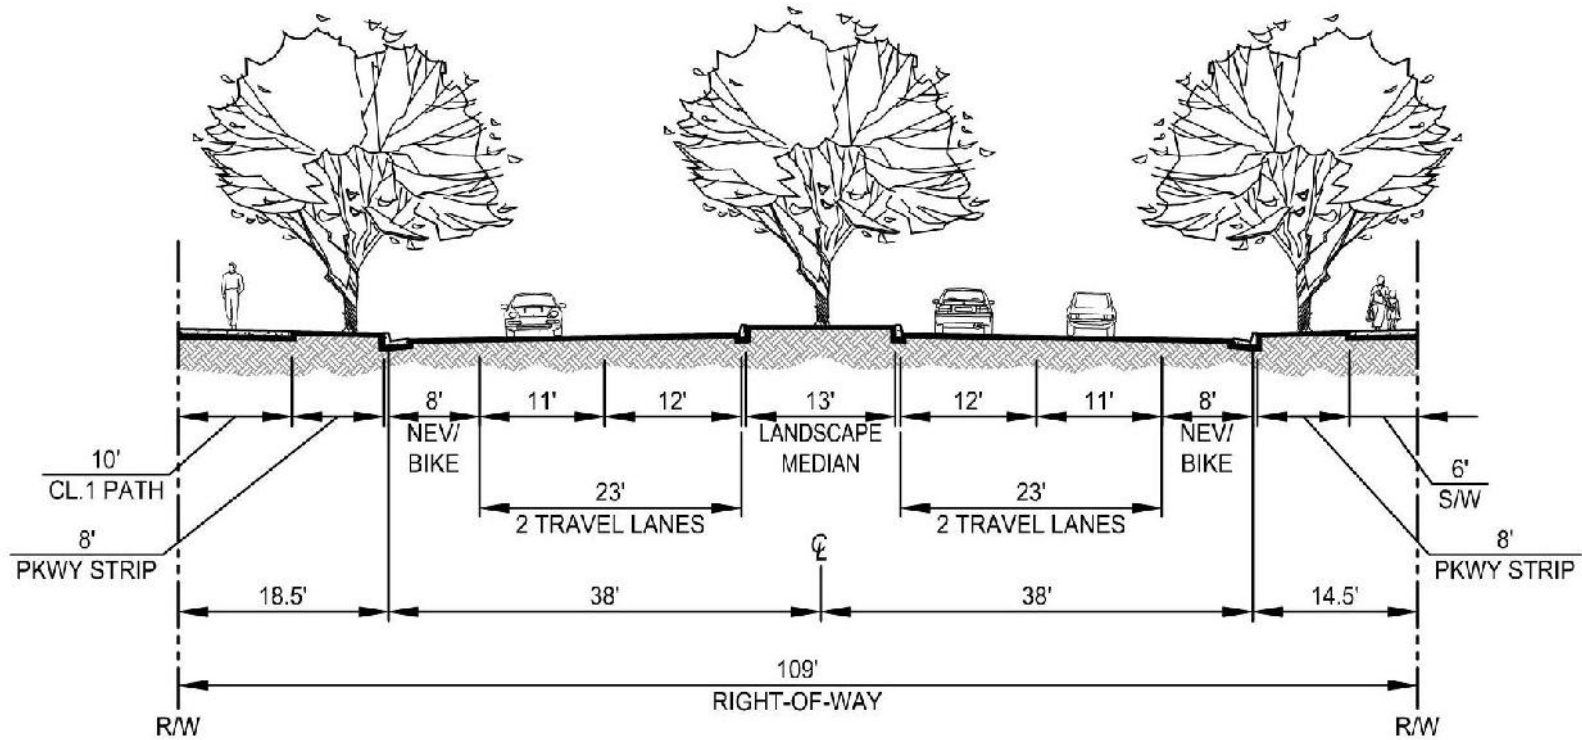 8'
11'
12'
13'
12'
11'
8'
NEV/
BIKE
LANDSCAPE
MEDIAN
NEV/
BIKE
10'
CL.1 PATH
6'
S/W
23'
2 TRAVEL LANES
23'
2 TRAVEL LANES
8'
PKWY STRIP
℄
8'
PKWY STRIP
18.5'
38'
38'
14.5'
109'
RIGHT-OF-WAY
R/W
R/W